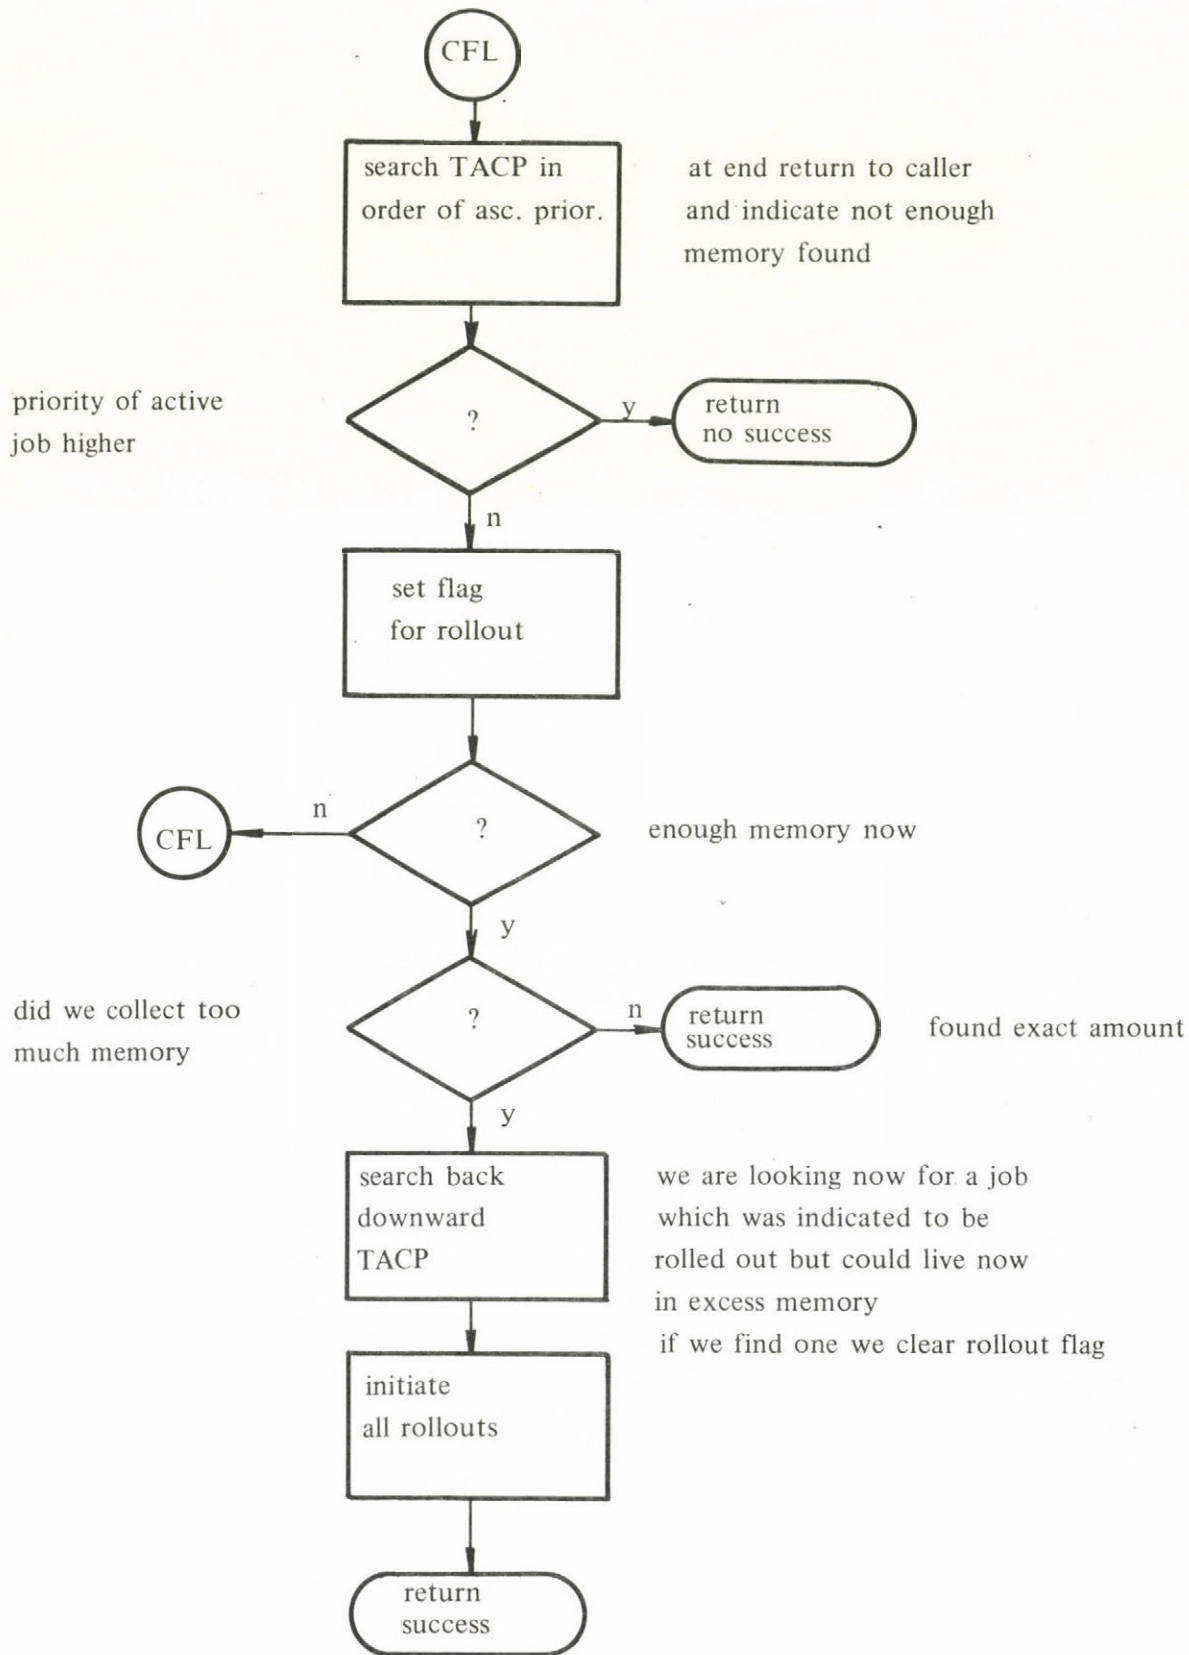 CFL
search TACP in
order of asc. prior.
at end return to caller
and indicate not enough
memory found
priority of active
job higher
?
y
return
no success
n
set flag
for rollout
CFL
n
?
enough memory now
y
did we collect too
much memory
?
n
return
success
found exact amount
y
search back
downward
TACP
we are looking now for a job
which was indicated to be
rolled out but could live now
in excess memory
if we find one we clear rollout flag
initiate
all rollouts
return
success